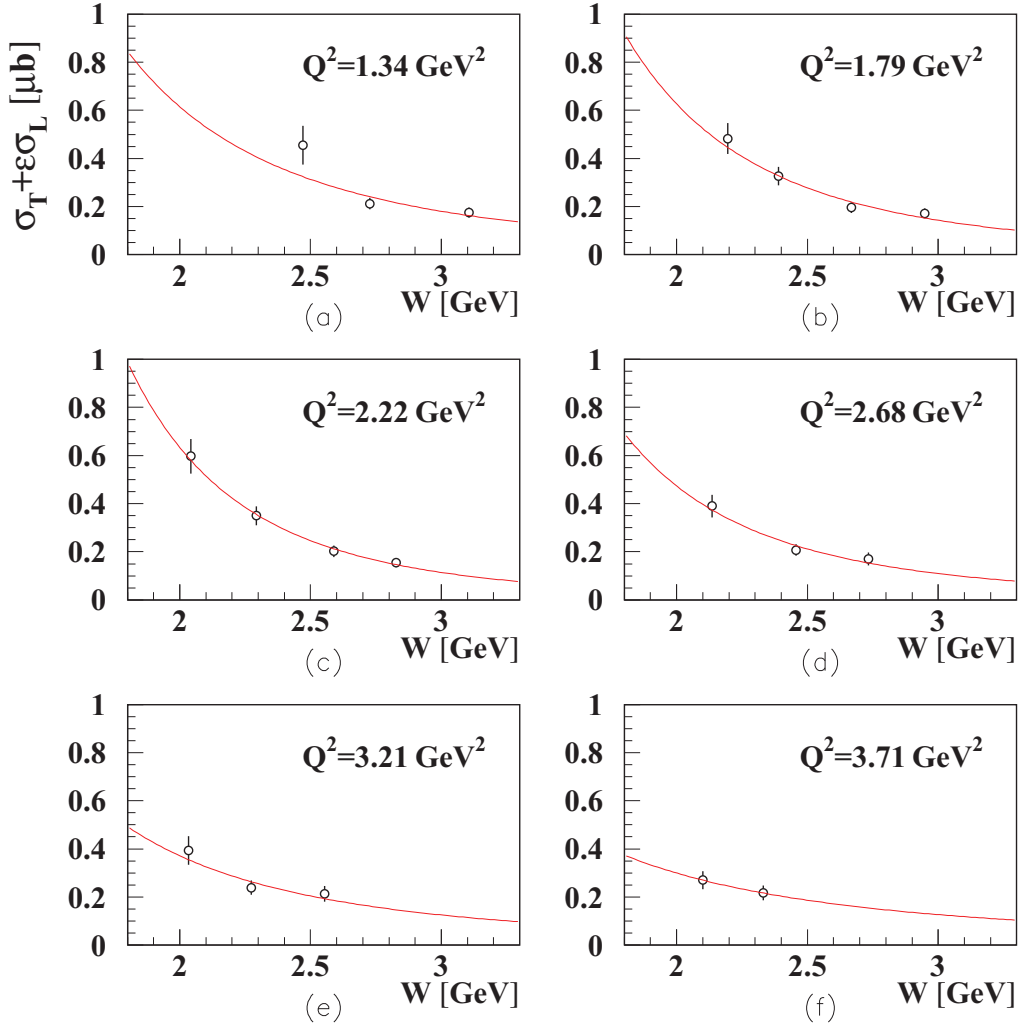 σ_T+εσ_L [μb]
1
0.8
0.6
0.4
0.2
0
Q²=1.34 GeV²
2
2.5
3
W [GeV]
(a)
1
0.8
0.6
0.4
0.2
0
Q²=1.79 GeV²
2
2.5
3
W [GeV]
(b)
1
0.8
0.6
0.4
0.2
0
Q²=2.22 GeV²
2
2.5
3
W [GeV]
(c)
1
0.8
0.6
0.4
0.2
0
Q²=2.68 GeV²
2
2.5
3
W [GeV]
(d)
1
0.8
0.6
0.4
0.2
0
Q²=3.21 GeV²
2
2.5
3
W [GeV]
(e)
1
0.8
0.6
0.4
0.2
0
Q²=3.71 GeV²
2
2.5
3
W [GeV]
(f)